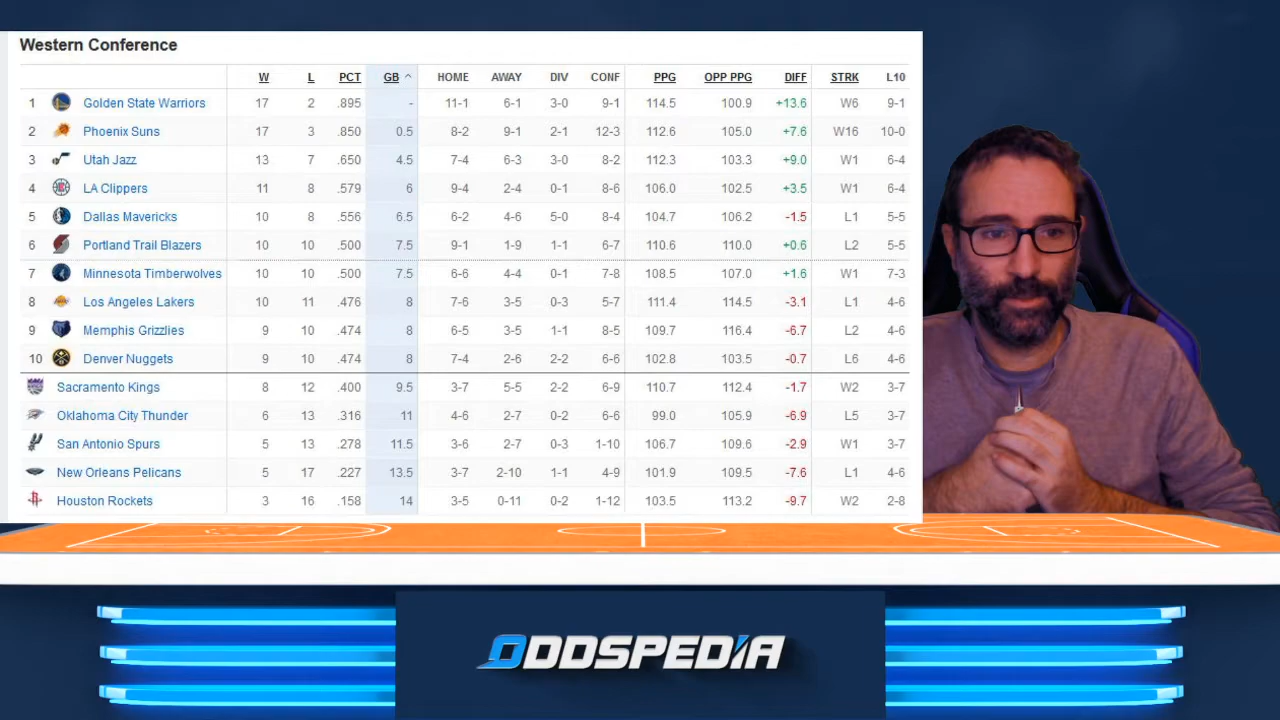 Western Conference
W L PCT GB ^ HOME AWAY DIV CONF PPG OPP PPG DIFF STRK L10
1 Golden State Warriors 17 2 .895 - 11-1 6-1 3-0 9-1 114.5 100.9 +13.6 W6 9-1
2 Phoenix Suns 17 3 .850 0.5 8-2 9-1 2-1 12-3 112.6 105.0 +7.6 W16 10-0
3 Utah Jazz 13 7 .650 4.5 7-4 6-3 3-0 8-2 112.3 103.3 +9.0 W1 6-4
4 LA Clippers 11 8 .579 6 9-4 2-4 0-1 8-6 106.0 102.5 +3.5 W1 6-4
5 Dallas Mavericks 10 8 .556 6.5 6-2 4-6 5-0 8-4 104.7 106.2 -1.5 L1 5-5
6 Portland Trail Blazers 10 10 .500 7.5 9-1 1-9 1-1 6-7 110.6 110.0 +0.6 L2 5-5
7 Minnesota Timberwolves 10 10 .500 7.5 6-6 4-4 0-1 7-8 108.5 107.0 +1.6 W1 7-3
8 Los Angeles Lakers 10 11 .476 8 7-6 3-5 0-3 5-7 111.4 114.5 -3.1 L1 4-6
9 Memphis Grizzlies 9 10 .474 8 6-5 3-5 1-1 8-5 109.7 116.4 -6.7 L2 4-6
10 Denver Nuggets 9 10 .474 8 7-4 2-6 2-2 6-6 102.8 103.5 -0.7 L6 4-6
Sacramento Kings 8 12 .400 9.5 3-7 5-5 2-2 6-9 110.7 112.4 -1.7 W2 3-7
Oklahoma City Thunder 6 13 .316 11 4-6 2-7 0-2 6-6 99.0 105.9 -6.9 L5 3-7
San Antonio Spurs 5 13 .278 11.5 3-6 2-7 0-3 1-10 106.7 109.6 -2.9 W1 3-7
New Orleans Pelicans 5 17 .227 13.5 3-7 2-10 1-1 4-9 101.9 109.5 -7.6 L1 4-6
Houston Rockets 3 16 .158 14 3-5 0-11 0-2 1-12 103.5 113.2 -9.7 W2 2-8
ODDSPEDIA